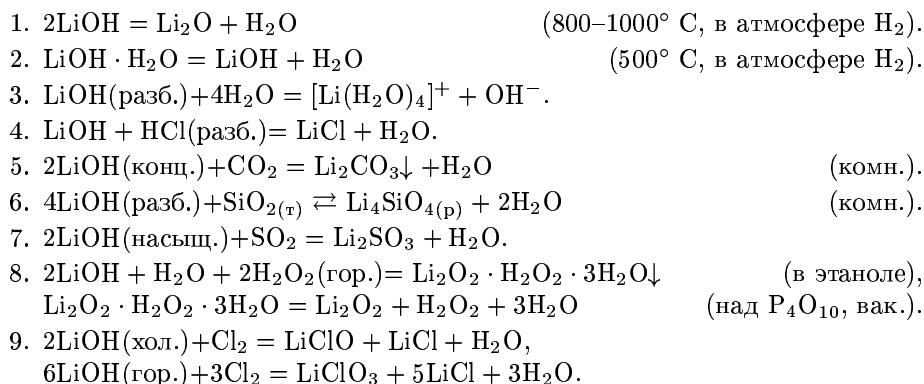 1. 2LiOH = Li₂O + H₂O (800–1000° C, в атмосфере H₂).
2. LiOH · H₂O = LiOH + H₂O (500° C, в атмосфере H₂).
3. LiOH(разб.)+4H₂O = [Li(H₂O)₄]⁺ + OH⁻.
4. LiOH + HCl(разб.)= LiCl + H₂O.
5. 2LiOH(конц.)+CO₂ = Li₂CO₃↓ +H₂O (комн.).
6. 4LiOH(разб.)+SiO₂₍т₎ ⇄ Li₄SiO₄₍р₎ + 2H₂O (комн.).
7. 2LiOH(насыщ.)+SO₂ = Li₂SO₃ + H₂O.
8. 2LiOH + H₂O + 2H₂O₂(гор.)= Li₂O₂ · H₂O₂ · 3H₂O↓ (в этаноле),
Li₂O₂ · H₂O₂ · 3H₂O = Li₂O₂ + H₂O₂ + 3H₂O (над P₄O₁₀, вак.).
9. 2LiOH(хол.)+Cl₂ = LiClO + LiCl + H₂O,
6LiOH(гор.)+3Cl₂ = LiClO₃ + 5LiCl + 3H₂O.